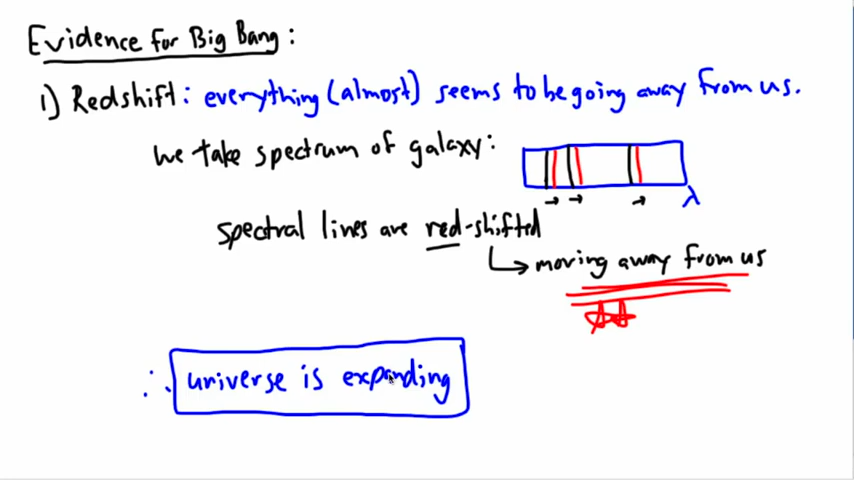 Evidence for Big Bang:
1) Redshift: everything (almost) seems to be going away from us.
We take spectrum of galaxy:
λ
spectral lines are red-shifted
moving away from us
∴ universe is expanding